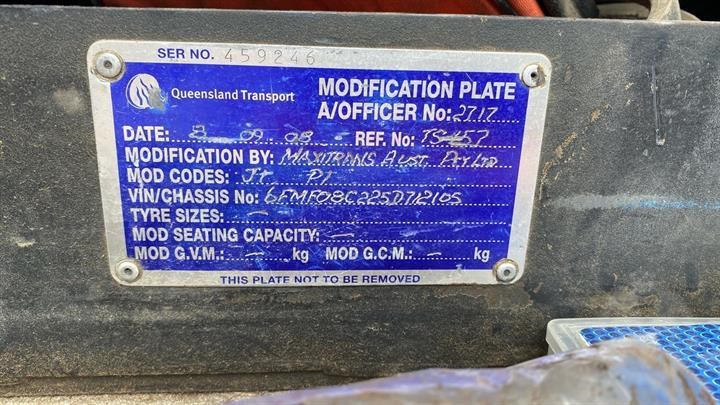 SER NO. 459246
Queensland Transport
MODIFICATION PLATE
A/OFFICER No: 2717
DATE: 2 09 08 REF. No: TS457
MODIFICATION BY: MAXITRANS AUST. PTY LTD
MOD CODES: J1 P1
VIN/CHASSIS No: 6FMF08C225D712105
TYRE SIZES: –
MOD SEATING CAPACITY: –
MOD G.V.M: – kg MOD G.C.M: – kg
THIS PLATE NOT TO BE REMOVED